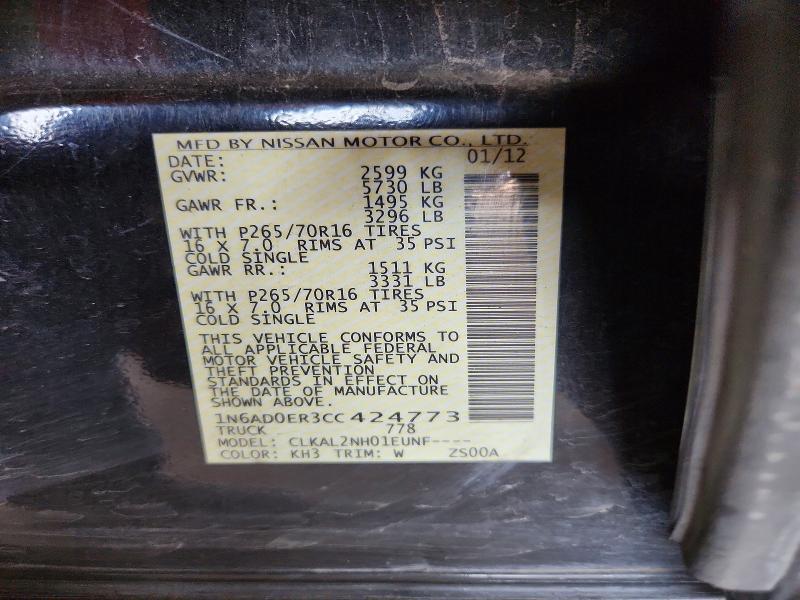 MFD BY NISSAN MOTOR CO., LTD.
DATE: 01/12
GVWR: 2599 KG
5730 LB
GAWR FR.: 1495 KG
3296 LB
WITH P265/70R16 TIRES
16 X 7.0 RIMS AT 35 PSI
COLD SINGLE
GAWR RR.: 1511 KG
3331 LB
WITH P265/70R16 TIRES
16 X 7.0 RIMS AT 35 PSI
COLD SINGLE
THIS VEHICLE CONFORMS TO
ALL APPLICABLE FEDERAL
MOTOR VEHICLE SAFETY AND
THEFT PREVENTION
STANDARDS IN EFFECT ON
THE DATE OF MANUFACTURE
SHOWN ABOVE.
1N6AD0ER3CC424773
TRUCK 778
MODEL: CLKAL2NH01EUNF----
COLOR: KH3 TRIM: W ZS00A